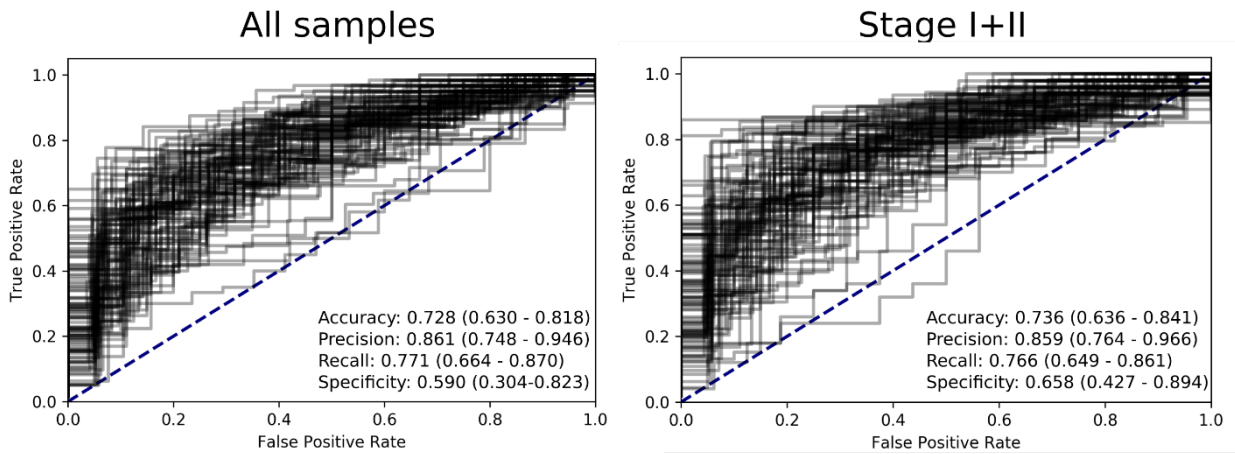 All samples
1.0
0.8
0.6
0.4
0.2
0.0
True Positive Rate
Accuracy: 0.728 (0.630 - 0.818)
Precision: 0.861 (0.748 - 0.946)
Recall: 0.771 (0.664 - 0.870)
Specificity: 0.590 (0.304-0.823)
0.0 0.2 0.4 0.6 0.8 1.0
False Positive Rate
Stage I+II
1.0
0.8
0.6
0.4
0.2
0.0
True Positive Rate
Accuracy: 0.736 (0.636 - 0.841)
Precision: 0.859 (0.764 - 0.966)
Recall: 0.766 (0.649 - 0.861)
Specificity: 0.658 (0.427 - 0.894)
0.0 0.2 0.4 0.6 0.8 1.0
False Positive Rate